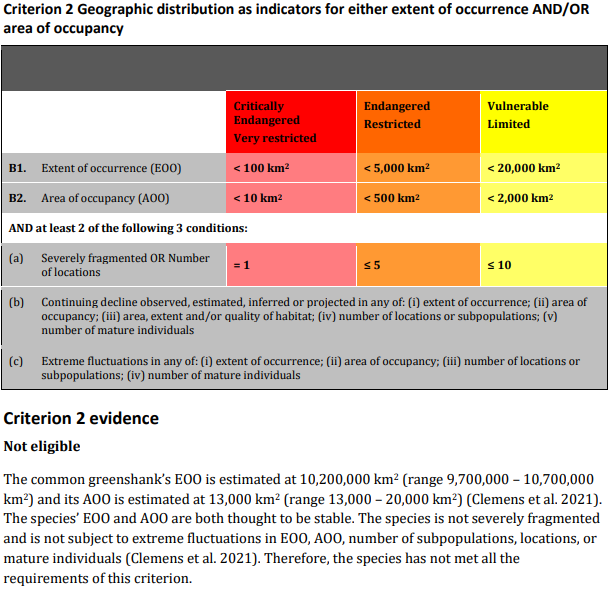 Criterion 2 Geographic distribution as indicators for either extent of occurrence AND/OR
area of occupancy
Critically
Endangered
Very restricted
Endangered
Restricted
Vulnerable
Limited
B1. Extent of occurrence (EOO) < 100 km² < 5,000 km² < 20,000 km²
B2. Area of occupancy (AOO) < 10 km² < 500 km² < 2,000 km²
AND at least 2 of the following 3 conditions:
(a) Severely fragmented OR Number
of locations
= 1 ≤ 5 ≤ 10
(b) Continuing decline observed, estimated, inferred or projected in any of: (i) extent of occurrence; (ii) area of
occupancy; (iii) area, extent and/or quality of habitat; (iv) number of locations or subpopulations; (v)
number of mature individuals
(c) Extreme fluctuations in any of: (i) extent of occurrence; (ii) area of occupancy; (iii) number of locations or
subpopulations; (iv) number of mature individuals
Criterion 2 evidence
Not eligible
The common greenshank's EOO is estimated at 10,200,000 km² (range 9,700,000 – 10,700,000
km²) and its AOO is estimated at 13,000 km² (range 13,000 – 20,000 km²) (Clemens et al. 2021).
The species' EOO and AOO are both thought to be stable. The species is not severely fragmented
and is not subject to extreme fluctuations in EOO, AOO, number of subpopulations, locations, or
mature individuals (Clemens et al. 2021). Therefore, the species has not met all the
requirements of this criterion.